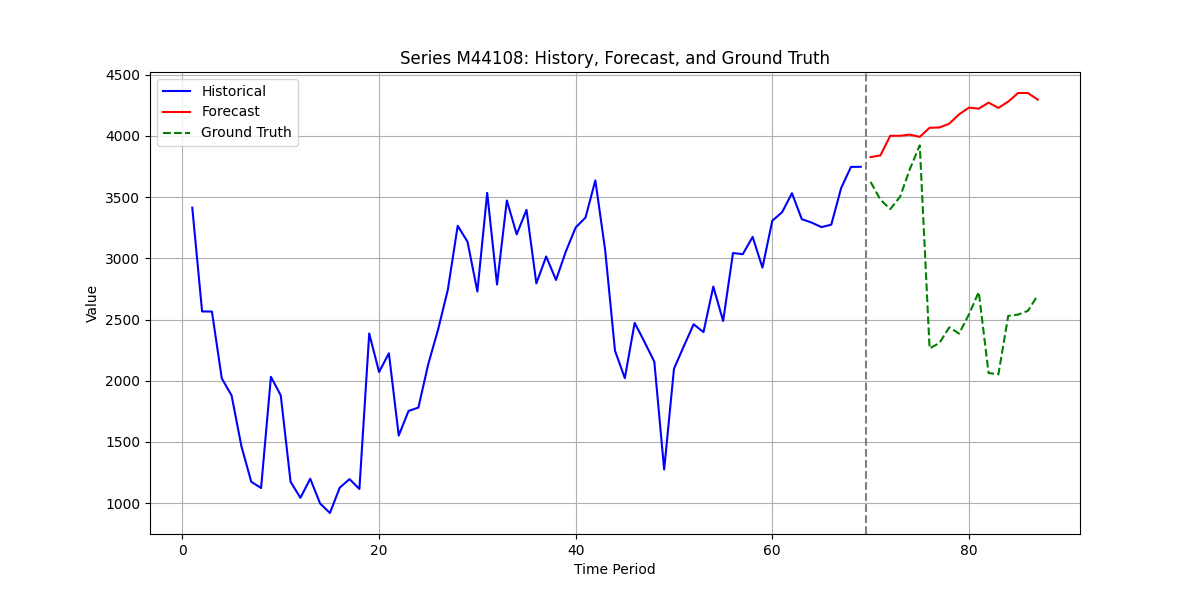 Series M44108: History, Forecast, and Ground Truth
Historical
Forecast
Ground Truth
4500
4000
3500
3000
2500
2000
1500
1000
Value
0 20 40 60 80
Time Period